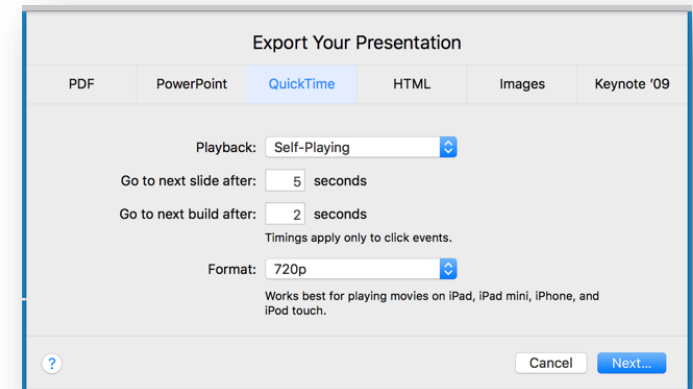 Export Your Presentation
PDF PowerPoint QuickTime HTML Images Keynote '09
Playback: Self-Playing
Go to next slide after: 5 seconds
Go to next build after: 2 seconds
Timings apply only to click events.
Format: 720p
Works best for playing movies on iPad, iPad mini, iPhone, and
iPod touch.
? Cancel Next...